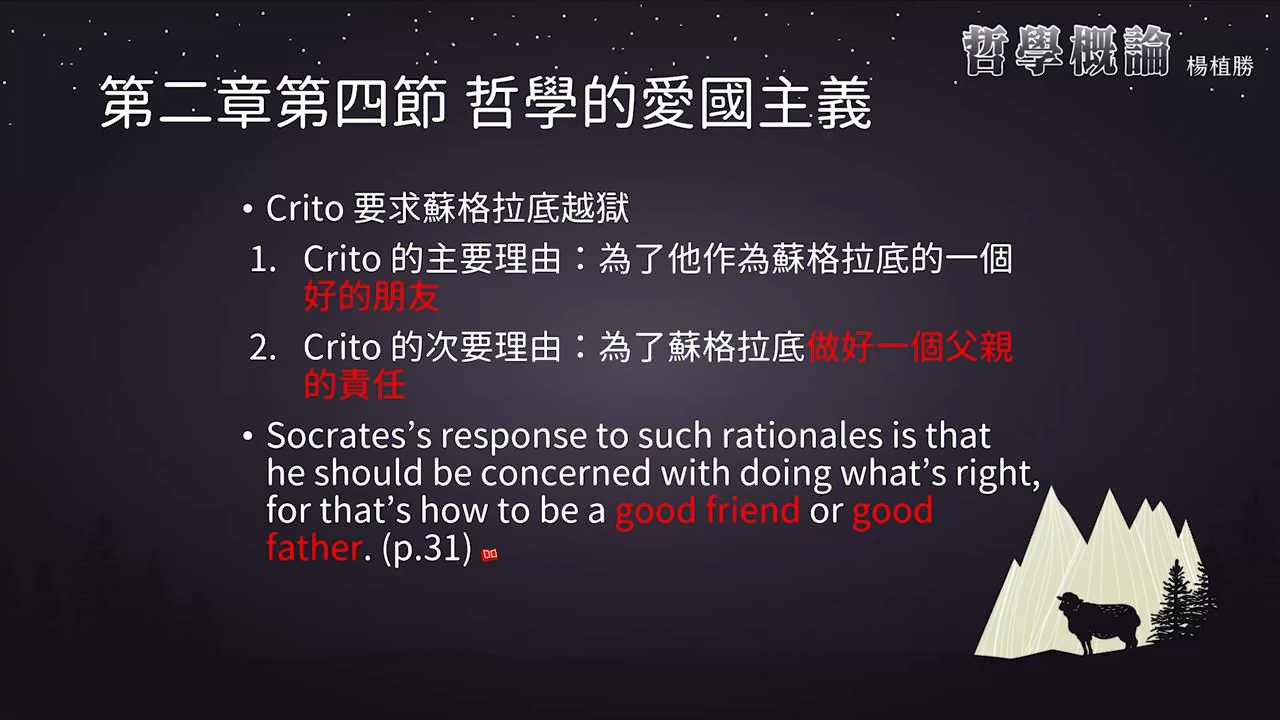 哲學概論 楊植勝
第二章第四節 哲學的愛國主義
• Crito 要求蘇格拉底越獄
1. Crito 的主要理由：為了他作為蘇格拉底的一個
好的朋友
2. Crito 的次要理由：為了蘇格拉底做好一個父親
的責任
• Socrates’s response to such rationales is that
he should be concerned with doing what’s right,
for that’s how to be a good friend or good
father. (p.31)